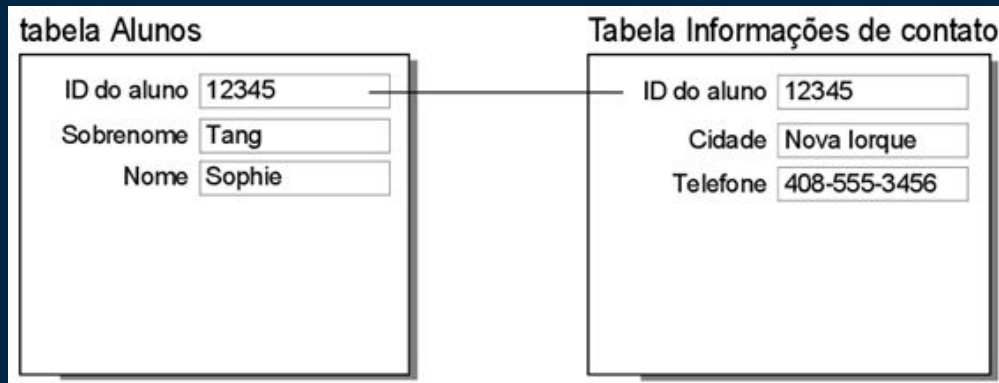 tabela Alunos
ID do aluno 12345
Sobrenome Tang
Nome Sophie
Tabela Informações de contato
ID do aluno 12345
Cidade Nova Iorque
Telefone 408-555-3456